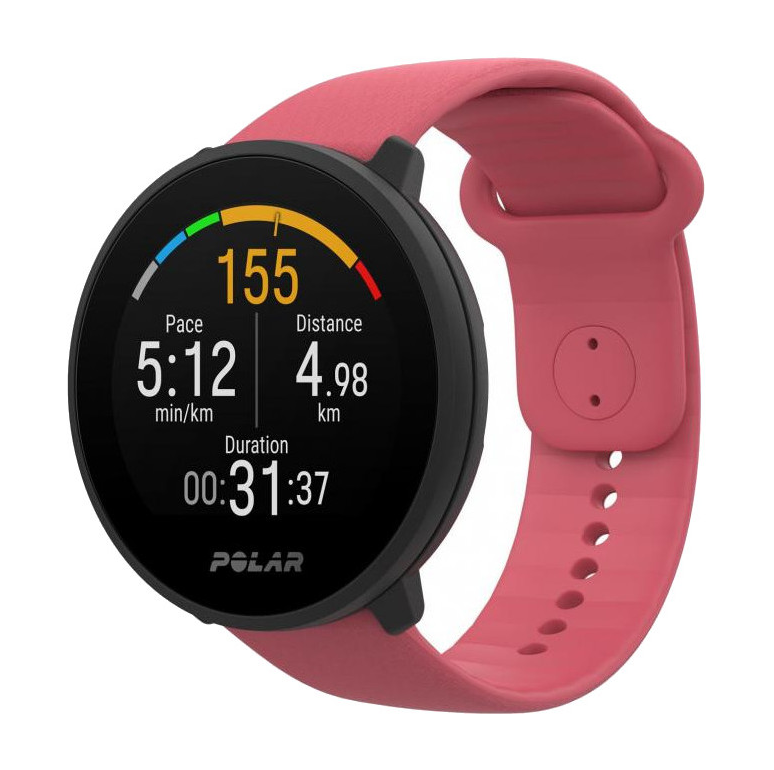 155
Pace Distance
5:12 4.98
min/km km
Duration
00:31:37
POLAR